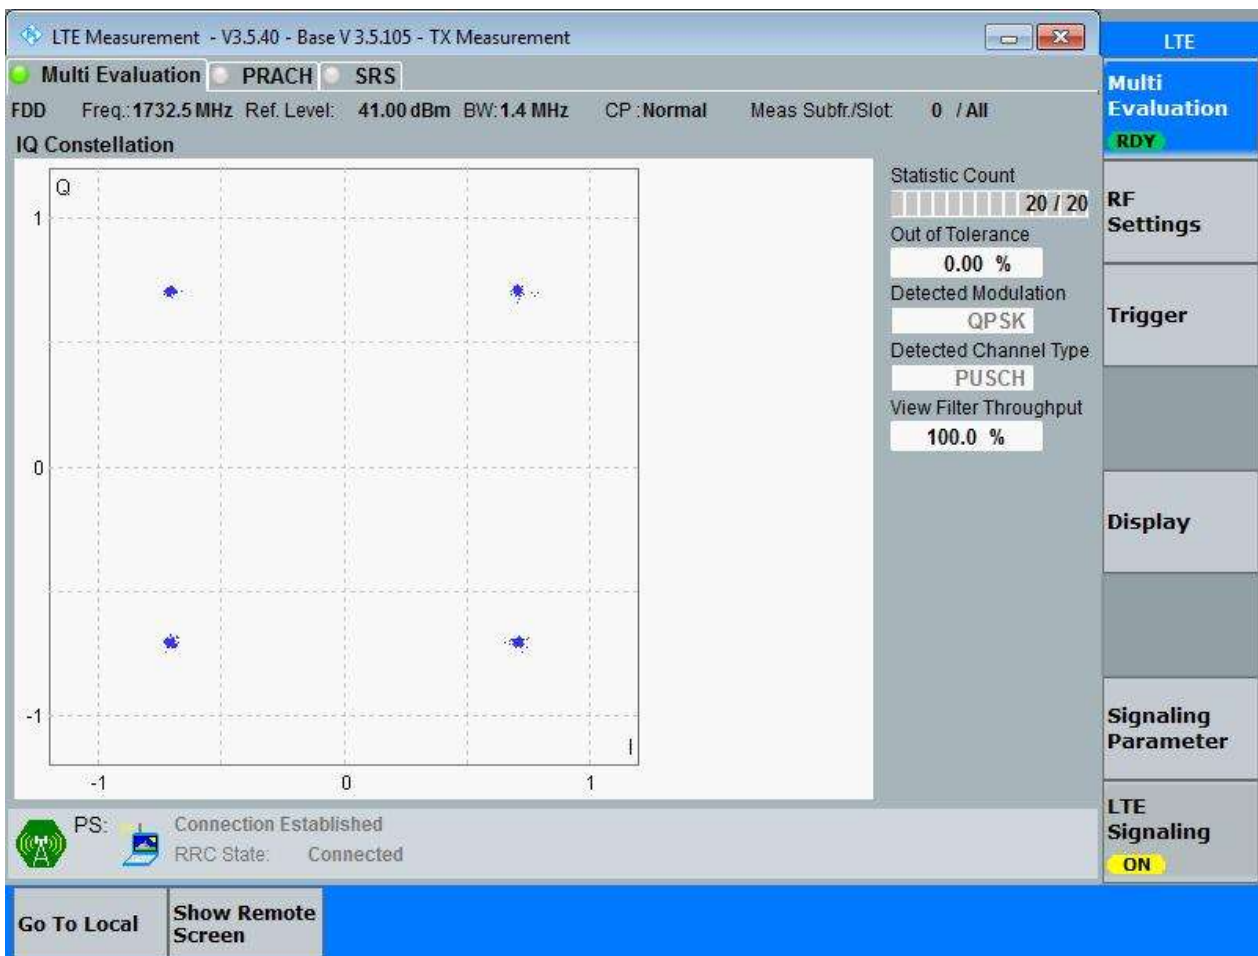 LTE Measurement - V3.5.40 - Base V 3.5.105 - TX Measurement
Multi Evaluation PRACH SRS
FDD Freq.: 1732.5 MHz Ref. Level: 41.00 dBm BW: 1.4 MHz CP : Normal Meas Subfr./Slot: 0 / All
IQ Constellation
Q
1
0
-1
-1 0 1
I
Statistic Count
20 / 20
Out of Tolerance
0.00 %
Detected Modulation
QPSK
Detected Channel Type
PUSCH
View Filter Throughput
100.0 %
PS: Connection Established
RRC State: Connected
LTE
Multi
Evaluation
RDY
RF
Settings
Trigger
Display
Signaling
Parameter
LTE
Signaling
ON
Go To Local
Show Remote
Screen